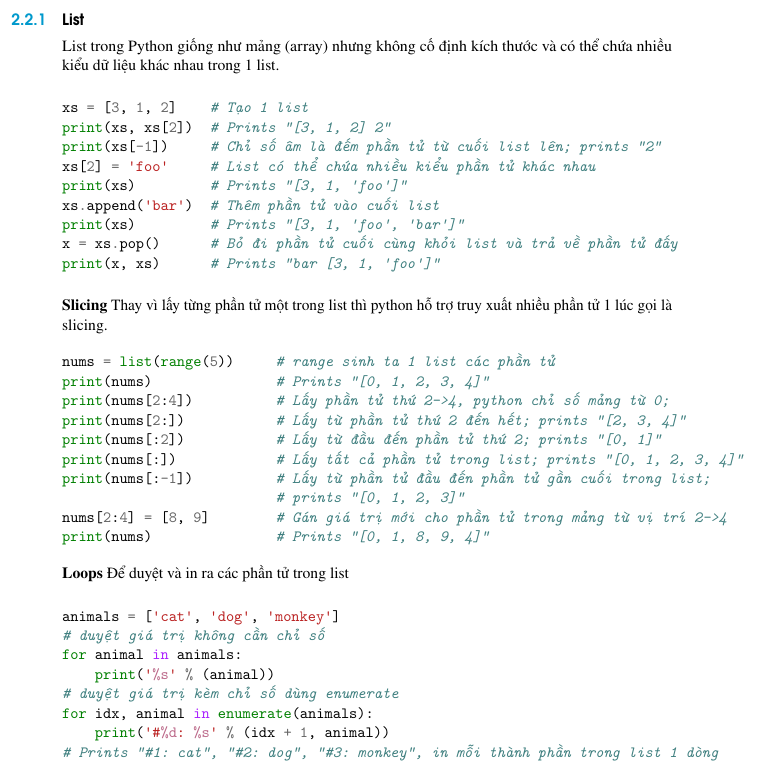 2.2.1 List
List trong Python giống như mảng (array) nhưng không cố định kích thước và có thể chứa nhiều
kiểu dữ liệu khác nhau trong 1 list.
xs = [3, 1, 2]    # Tạo 1 list
print(xs, xs[2])  # Prints "[3, 1, 2] 2"
print(xs[-1])     # Chỉ số âm là đếm phần tử từ cuối list lên; prints "2"
xs[2] = 'foo'     # List có thể chứa nhiều kiểu phần tử khác nhau
print(xs)         # Prints "[3, 1, 'foo']"
xs.append('bar')  # Thêm phần tử vào cuối list
print(xs)         # Prints "[3, 1, 'foo', 'bar']"
x = xs.pop()      # Bỏ đi phần tử cuối cùng khỏi list và trả về phần tử đấy
print(x, xs)      # Prints "bar [3, 1, 'foo']"
Slicing Thay vì lấy từng phần tử một trong list thì python hỗ trợ truy xuất nhiều phần tử 1 lúc gọi là
slicing.
nums = list(range(5))     # range sinh ta 1 list các phần tử
print(nums)               # Prints "[0, 1, 2, 3, 4]"
print(nums[2:4])          # Lấy phần tử thứ 2->4, python chỉ số mảng từ 0;
print(nums[2:])           # Lấy từ phần tử thứ 2 đến hết; prints "[2, 3, 4]"
print(nums[:2])           # Lấy từ đầu đến phần tử thứ 2; prints "[0, 1]"
print(nums[:])            # Lấy tất cả phần tử trong list; prints "[0, 1, 2, 3, 4]"
print(nums[:-1])          # Lấy từ phần tử đầu đến phần tử gần cuối trong list;
                          # prints "[0, 1, 2, 3]"
nums[2:4] = [8, 9]        # Gán giá trị mới cho phần tử trong mảng từ vị trí 2->4
print(nums)               # Prints "[0, 1, 8, 9, 4]"
Loops Để duyệt và in ra các phần tử trong list
animals = ['cat', 'dog', 'monkey']
# duyệt giá trị không cần chỉ số
for animal in animals:
    print('%s' % (animal))
# duyệt giá trị kèm chỉ số dùng enumerate
for idx, animal in enumerate(animals):
    print('#%d: %s' % (idx + 1, animal))
# Prints "#1: cat", "#2: dog", "#3: monkey", in mỗi thành phần trong list 1 dòng